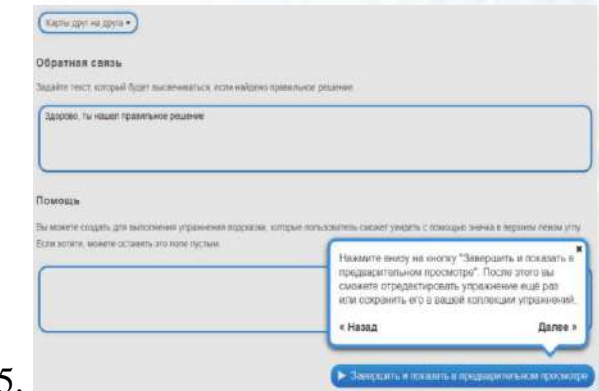 Карты друг на друга
Обратная связь
Задайте текст, который будет высвечиваться, если найдено правильное решение.
Здорово, ты нашел правильное решение
Помощь
Вы можете создать для выполнения упражнения подсказки, которые пользователь сможет увидеть с помощью значка в верхнем левом углу.
Если хотите, можете оставить это поле пустым.
Нажмите внизу на кнопку "Завершить и показать в
предварительном просмотре". После этого вы
сможете отредактировать упражнение ещё раз
или сохранить его в вашей коллекции упражнений.
« Назад Далее »
5.
Завершить и показать в предварительном просмотре